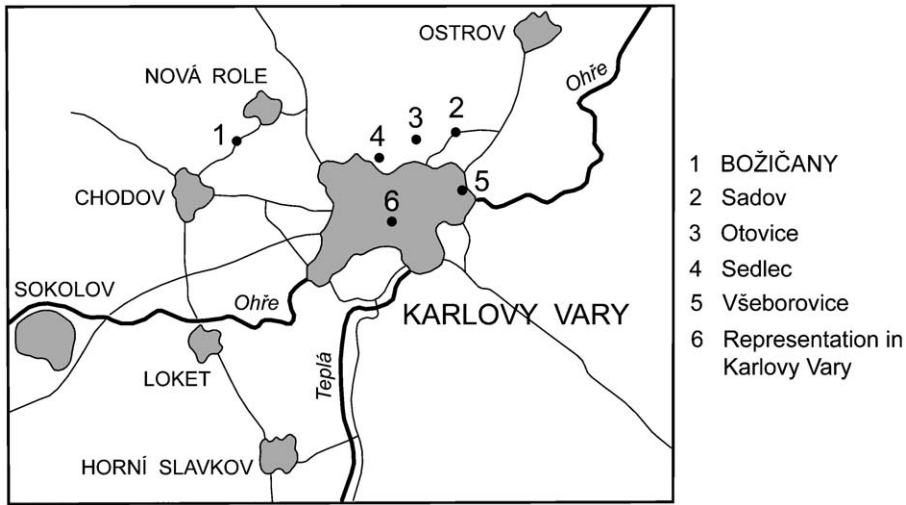 OSTROV
Ohře
NOVÁ ROLE
1
4
3
2
CHODOV
5
6
SOKOLOV
Ohře
KARLOVY VARY
LOKET
Teplá
HORNÍ SLAVKOV
1 BOŽIČANY
2 Sadov
3 Otovice
4 Sedlec
5 Všeborovice
6 Representation in
Karlovy Vary